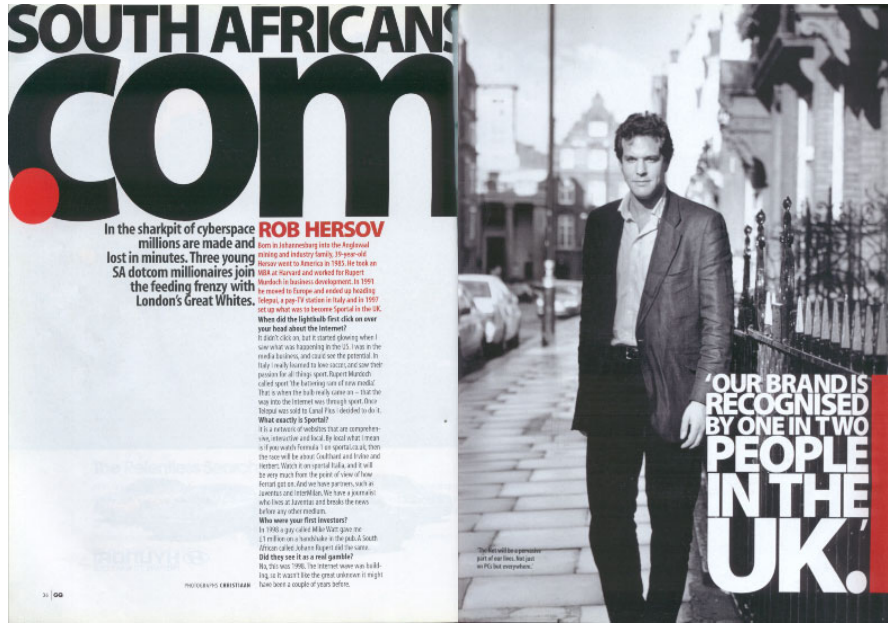 SOUTH AFRICANS
.com
In the sharkpit of cyberspace
millions are made and
lost in minutes. Three young
SA dotcom millionaires join
the feeding frenzy with
London's Great Whites.
ROB HERSOV
Born in Johannesburg into the Anglovaal
mining and industry family, 39-year-old
Hersov went to America in 1985. He took an
MBA at Harvard and worked for Rupert
Murdoch in business development. In 1991
he moved to Europe and ended up heading
Telepui, a pay-TV station in Italy and in 1997
set up what was to become Sportal in the UK.
When did the lightbulb first click on over
your head about the Internet?
It didn't click on, but it started glowing when I
saw what was happening in the US. I was in the
media business, and could see the potential. In
Italy I really learned to love soccer, and saw their
passion for all things sport. Rupert Murdoch
called sport 'the battering ram of new media'.
That is when the bulb really came on – that the
way into the Internet was through sport. Once
Telepui was sold to Canal Plus I decided to do it.
What exactly is Sportal?
It is a network of websites that are comprehen-
sive, interactive and local. By local what I mean
is if you watch Formula 1 on sportal.co.uk, then
the race will be about Coulthard and Irvine and
Herbert. Watch it on sportal Italia, and it will
be very much from the point of view of how
Ferrari got on. And we have partners, such as
Juventus and InterMilan. We have a journalist
who lives at Juventus and breaks the news
before any other medium.
Who were your first investors?
In 1998 a guy called Mike Watt gave me
£1 million on a handshake in the pub. A South
African called Johann Rupert did the same.
Did they see it as a real gamble?
No, this was 1998. The Internet wave was build-
ing, so it wasn't like the great unknown it might
have been a couple of years before.
PHOTOGRAPHS CHRISTIAAN
36 GQ
'OUR BRAND IS
RECOGNISED
BY ONE IN TWO
PEOPLE
IN THE
UK.'
'The Net will be a pervasive
part of our lives. Not just
on PCs but everywhere.'